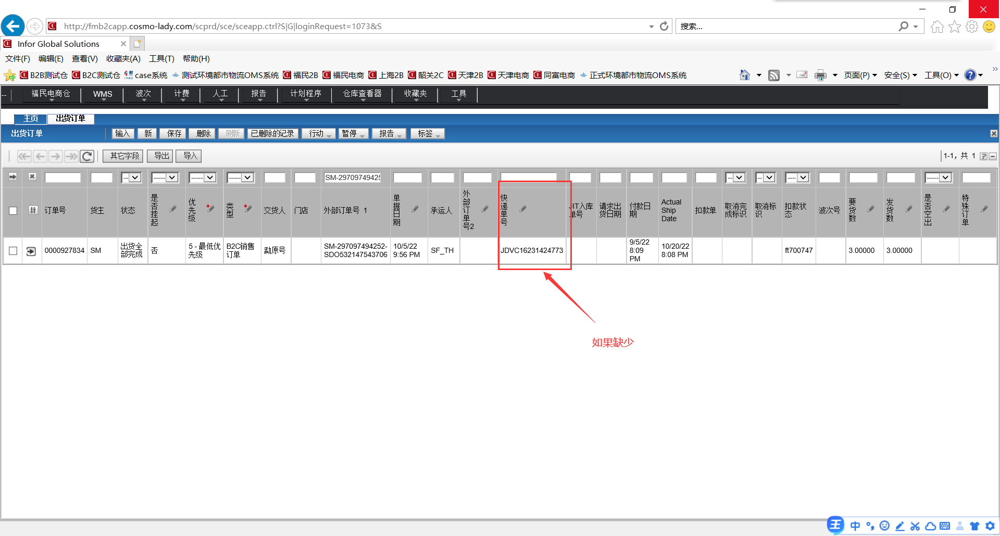 http://fmb2capp.cosmo-lady.com/scprd/sce/sceapp.ctrl?S|G|loginRequest=1073&S
搜索...
Infor Global Solutions
文件(F) 编辑(E) 查看(V) 收藏夹(A) 工具(T) 帮助(H)
B2B测试仓 B2C测试仓 case系统 测试环境都市物流OMS系统 福民2B 福民电商 上海2B 韶关2C 天津2B 天津电商 同富电商 正式环境都市物流OMS系统 页面(P) 安全(S) 工具(O)
-- 福民电商仓 WMS 波次 计费 人工 报告 计划程序 仓库查看器 收藏夹 工具
主页 出货订单
出货订单 输入 新 保存 删除 刷新 已删除的记录 行动 暂停 报告 标签
其它字段 导出 导入 1-1，共 1
-- ----- ----- ----- SM-2970974942 -- -- ---- -----
订单号 货主 状态 是否挂起 优先级 类型 交货人 门店 外部订单号 1 单据日期 承运人 外部订单号2 快递单号 JIT入库单号 请求出货日期 付款日期 Actual Ship Date 扣款单 取消完成标识 取消标识 扣款状态 波次号 要货数 发货数 是否空出 特殊订单
0000927834 SM 出货全部完成 否 5 - 最低优先级 B2C销售订单 勐原号 SM-297097494252-SDO532147543706 10/5/22 9:56 PM SF_TH JDVC16231424773 9/5/22 8:09 PM 10/20/22 8:08 PM ft700747 3.00000 3.00000
如果缺少
王 中